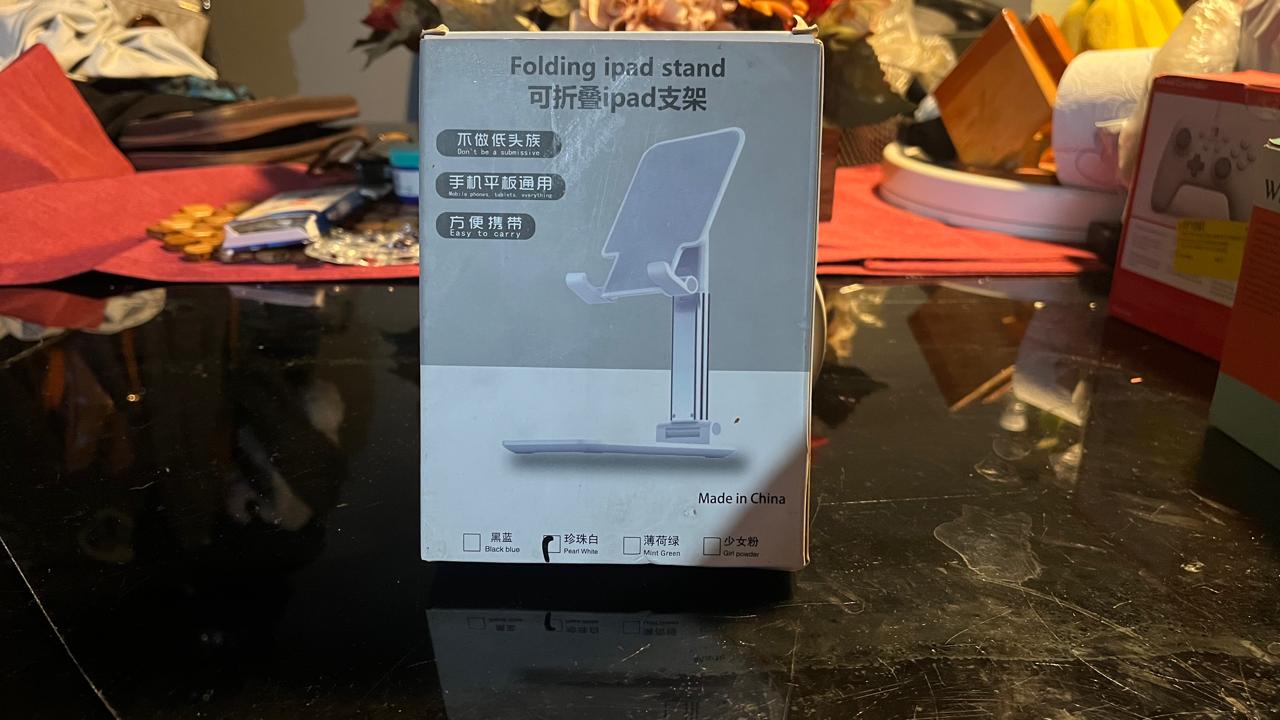 Folding ipad stand
可折叠ipad支架
不做低头族
Don't be a submissive
手机平板通用
Mobile phones, tablets, everything
方便携带
Easy to carry
Made in China
黑蓝
Black blue
珍珠白
Pearl White
薄荷绿
Mint Green
少女粉
Girl powder